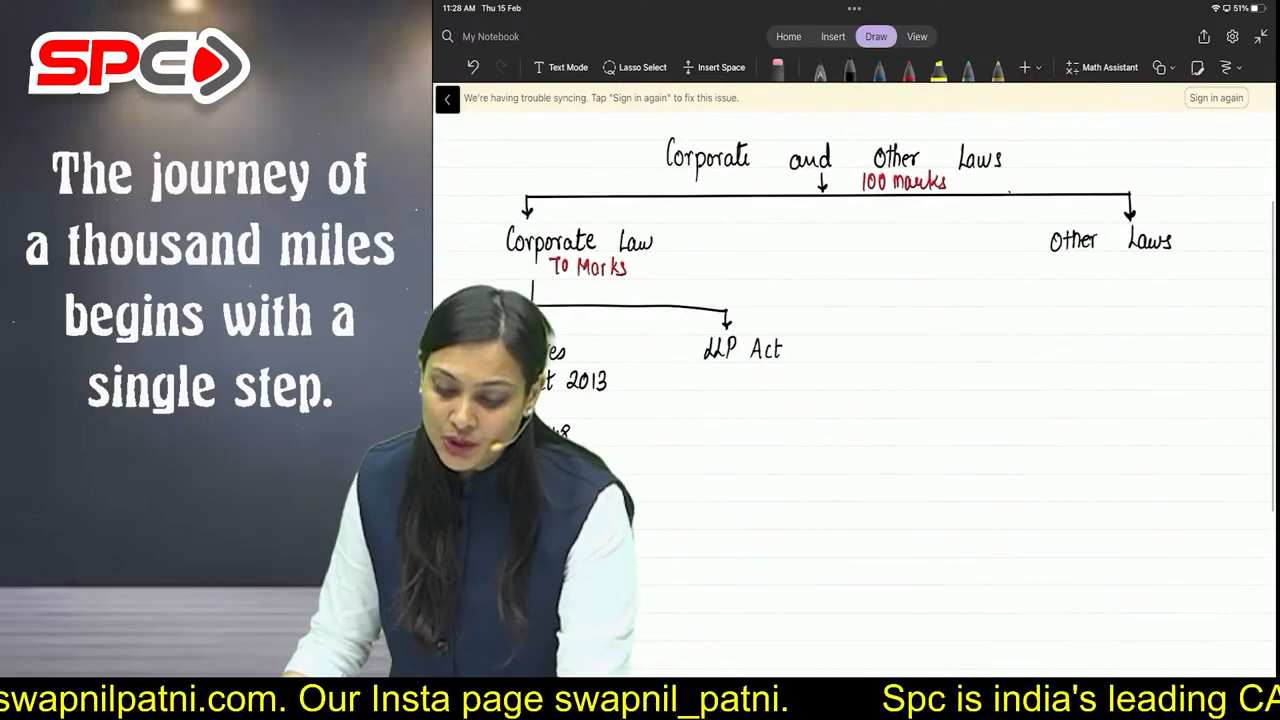 SPC
The journey of
a thousand miles
begins with a
single step.
11:28 AM Thu 15 Feb
51%
My Notebook
Home Insert Draw View
Text Mode Lasso Select Insert Space Math Assistant
We're having trouble syncing. Tap "Sign in again" to fix this issue. Sign in again
Corporate and Other Laws
100 marks
Corporate Law Other Laws
70 Marks
LLP Act
2013
swapnilpatni.com. Our Insta page swapnil_patni. Spc is india's leading CA